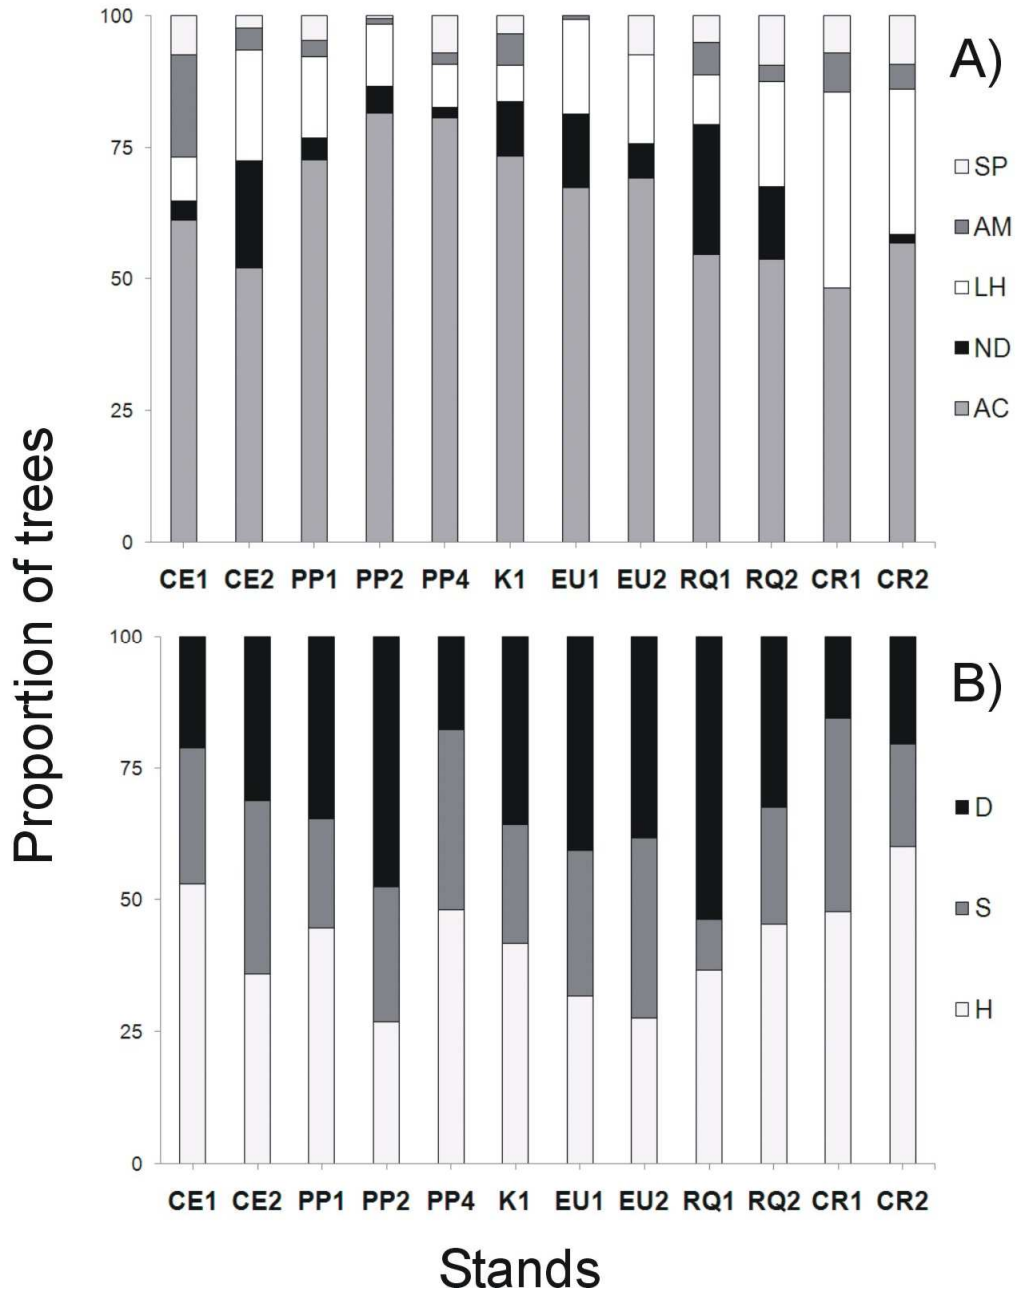 Proportion of trees
100
75
50
25
0
CE1 CE2 PP1 PP2 PP4 K1 EU1 EU2 RQ1 RQ2 CR1 CR2
A)
SP
AM
LH
ND
AC
100
75
50
25
0
CE1 CE2 PP1 PP2 PP4 K1 EU1 EU2 RQ1 RQ2 CR1 CR2
B)
D
S
H
Stands